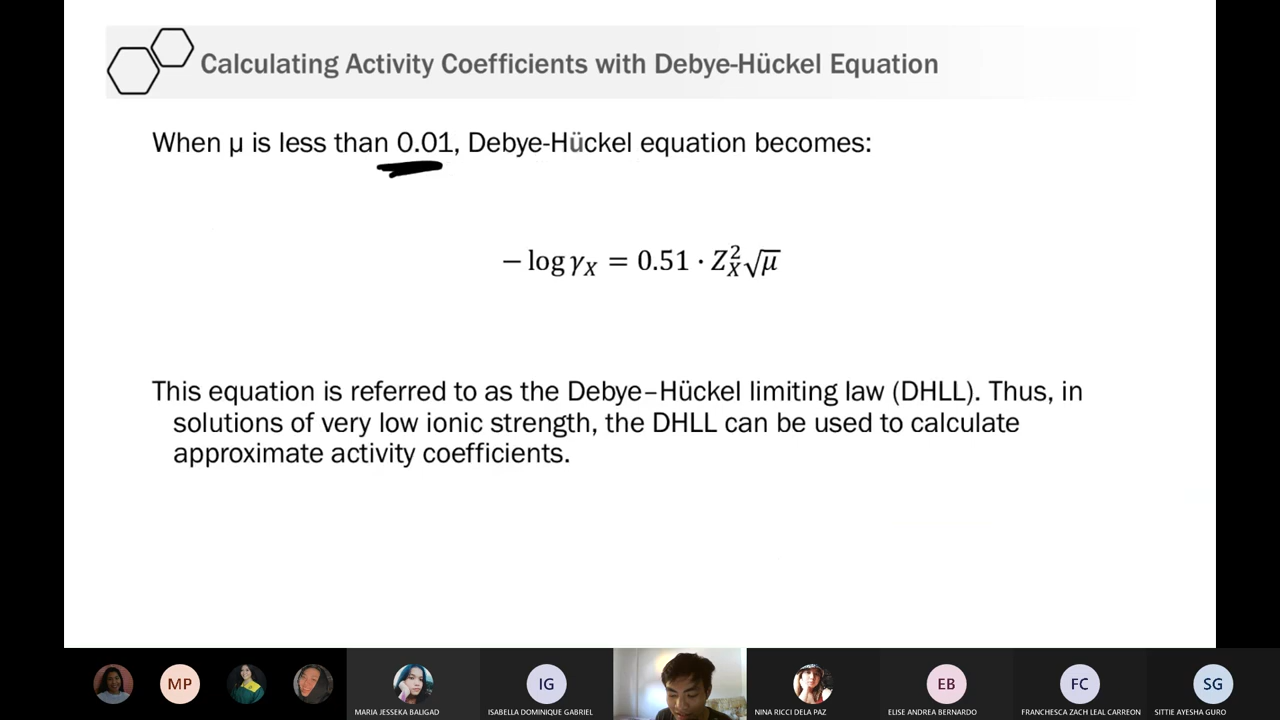 Calculating Activity Coefficients with Debye-Hückel Equation
When μ is less than 0.01, Debye-Hückel equation becomes:
− log γ_X = 0.51 · Z_X^2 √μ
This equation is referred to as the Debye–Hückel limiting law (DHLL). Thus, in
solutions of very low ionic strength, the DHLL can be used to calculate
approximate activity coefficients.
MP
IG
EB
FC
SG
MARIA JESSEKA BALIGAD
ISABELLA DOMINIQUE GABRIEL
NINA RICCI DELA PAZ
ELISE ANDREA BERNARDO
FRANCHESCA ZACH LEAL CARREON
SITTIE AYESHA GURO